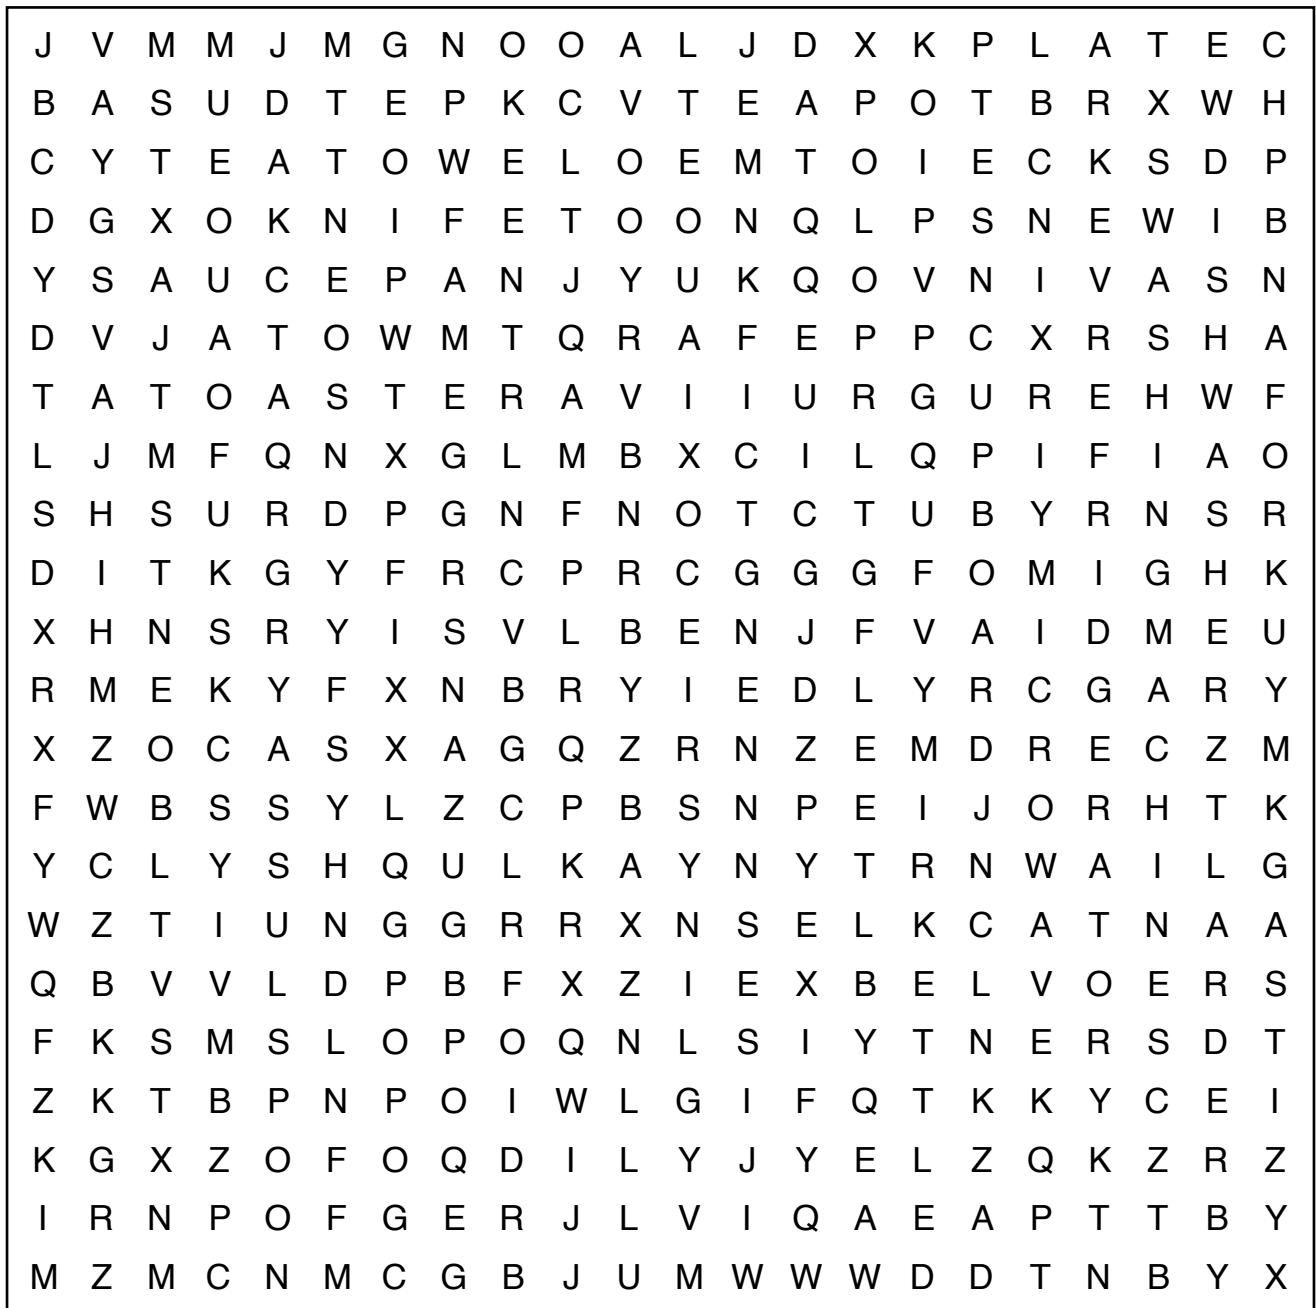 J V M M J M G N O O A L J D X K P L A T E C
B A S U D T E P K C V T E A P O T B R X W H
C Y T E A T O W E L O E M T O I E C K S D P
D G X O K N I F E T O O N Q L P S N E W I B
Y S A U C E P A N J Y U K Q O V N I V A S N
D V J A T O W M T Q R A F E P P C X R S H A
T A T O A S T E R A V I I U R G U R E H W F
L J M F Q N X G L M B X C I L Q P I F I A O
S H S U R D P G N F N O T C T U B Y R N S R
D I T K G Y F R C P R C G G G F O M I G H K
X H N S R Y I S V L B E N J F V A I D M E U
R M E K Y F X N B R Y I E D L Y R C G A R Y
X Z O C A S X A G Q Z R N Z E M D R E C Z M
F W B S S Y L Z C P B S N P E I J O R H T K
Y C L Y S H Q U L K A Y N Y T R N W A I L G
W Z T I U N G G R R X N S E L K C A T N A A
Q B V V L D P B F X Z I E X B E L V O E R S
F K S M S L O P O Q N L S I Y T N E R S D T
Z K T B P N P O I W L G I F Q T K K Y C E I
K G X Z O F O Q D I L Y J Y E L Z Q K Z R Z
I R N P O F G E R J L V I Q A E A P T T B Y
M Z M C N M C G B J U M W W W D D T N B Y X